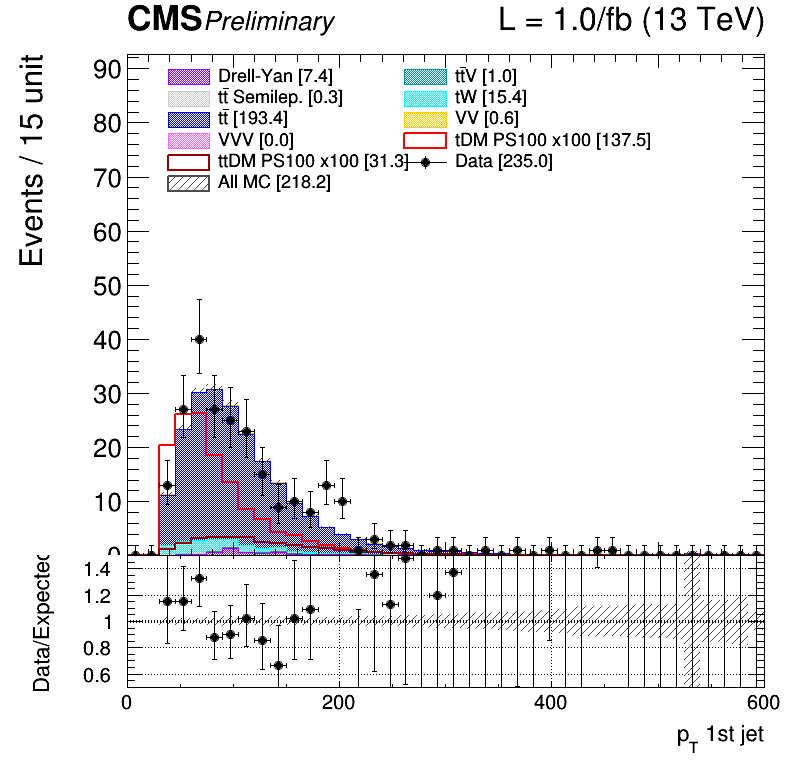 CMS Preliminary L = 1.0/fb (13 TeV)
Events / 15 unit
90
80
70
60
50
40
30
20
10
0
Drell-Yan [7.4] tt̄V [1.0]
tt̄ Semilep. [0.3] tW [15.4]
tt̄ [193.4] VV [0.6]
VVV [0.0] tDM PS100 x100 [137.5]
ttDM PS100 x100 [31.3] Data [235.0]
All MC [218.2]
Data/Expected
1.4
1.2
1
0.8
0.6
0 200 400 600
p_T 1st jet